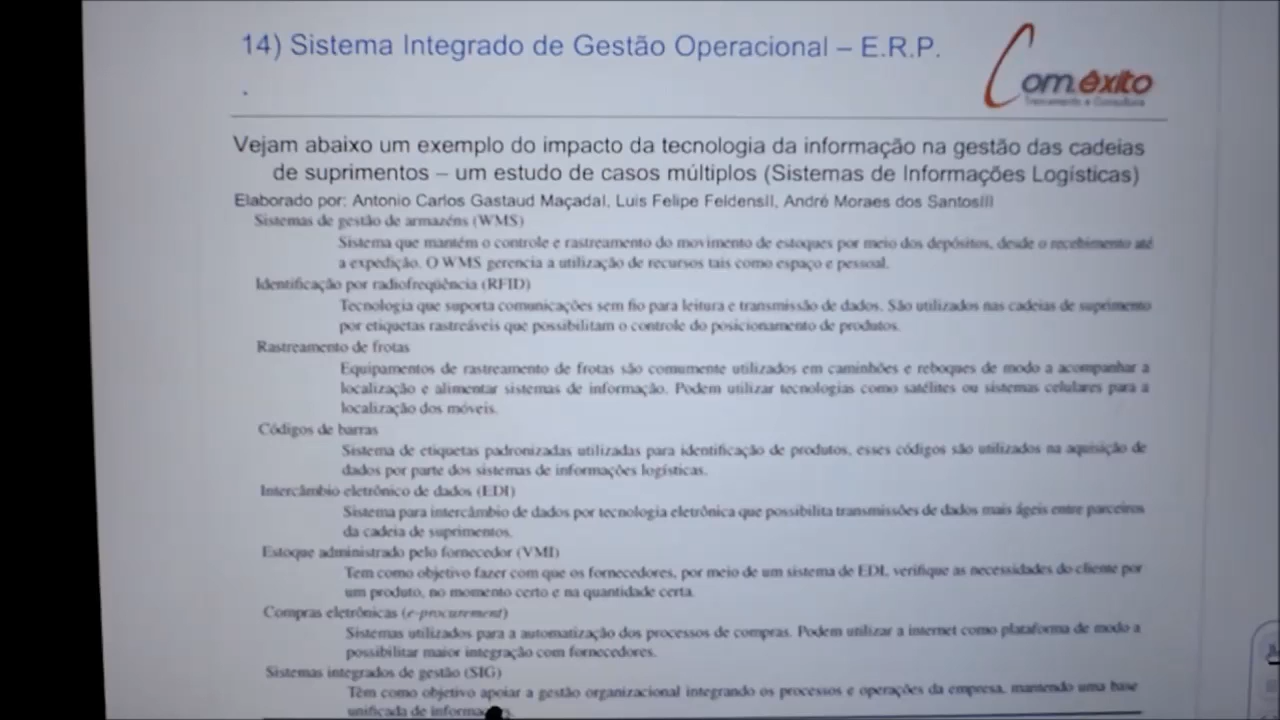 14) Sistema Integrado de Gestão Operacional – E.R.P.
Com.êxito
Treinamento e Consultoria
.
Vejam abaixo um exemplo do impacto da tecnologia da informação na gestão das cadeias
de suprimentos – um estudo de casos múltiplos (Sistemas de Informações Logísticas)
Elaborado por: Antonio Carlos Gastaud MaçadaI, Luis Felipe FeldensII, André Moraes dos SantosIII
Sistemas de gestão de armazéns (WMS)
Sistema que mantém o controle e rastreamento do movimento de estoques por meio dos depósitos, desde o recebimento até
a expedição. O WMS gerencia a utilização de recursos tais como espaço e pessoal.
Identificação por radiofreqüência (RFID)
Tecnologia que suporta comunicações sem fio para leitura e transmissão de dados. São utilizados nas cadeias de suprimento
por etiquetas rastreáveis que possibilitam o controle do posicionamento de produtos.
Rastreamento de frotas
Equipamentos de rastreamento de frotas são comumente utilizados em caminhões e reboques de modo a acompanhar a
localização e alimentar sistemas de informação. Podem utilizar tecnologias como satélites ou sistemas celulares para a
localização dos móveis.
Códigos de barras
Sistema de etiquetas padronizadas utilizadas para identificação de produtos, esses códigos são utilizados na aquisição de
dados por parte dos sistemas de informações logísticas.
Intercâmbio eletrônico de dados (EDI)
Sistema para intercâmbio de dados por tecnologia eletrônica que possibilita transmissões de dados mais ágeis entre parceiros
da cadeia de suprimentos.
Estoque administrado pelo fornecedor (VMI)
Tem como objetivo fazer com que os fornecedores, por meio de um sistema de EDI, verifique as necessidades do cliente por
um produto, no momento certo e na quantidade certa.
Compras eletrônicas (e-procurement)
Sistemas utilizados para a automatização dos processos de compras. Podem utilizar a internet como plataforma de modo a
possibilitar maior integração com fornecedores.
Sistemas integrados de gestão (SIG)
Têm como objetivo apoiar a gestão organizacional integrando os processos e operações da empresa, mantendo uma base
unificada de informações.